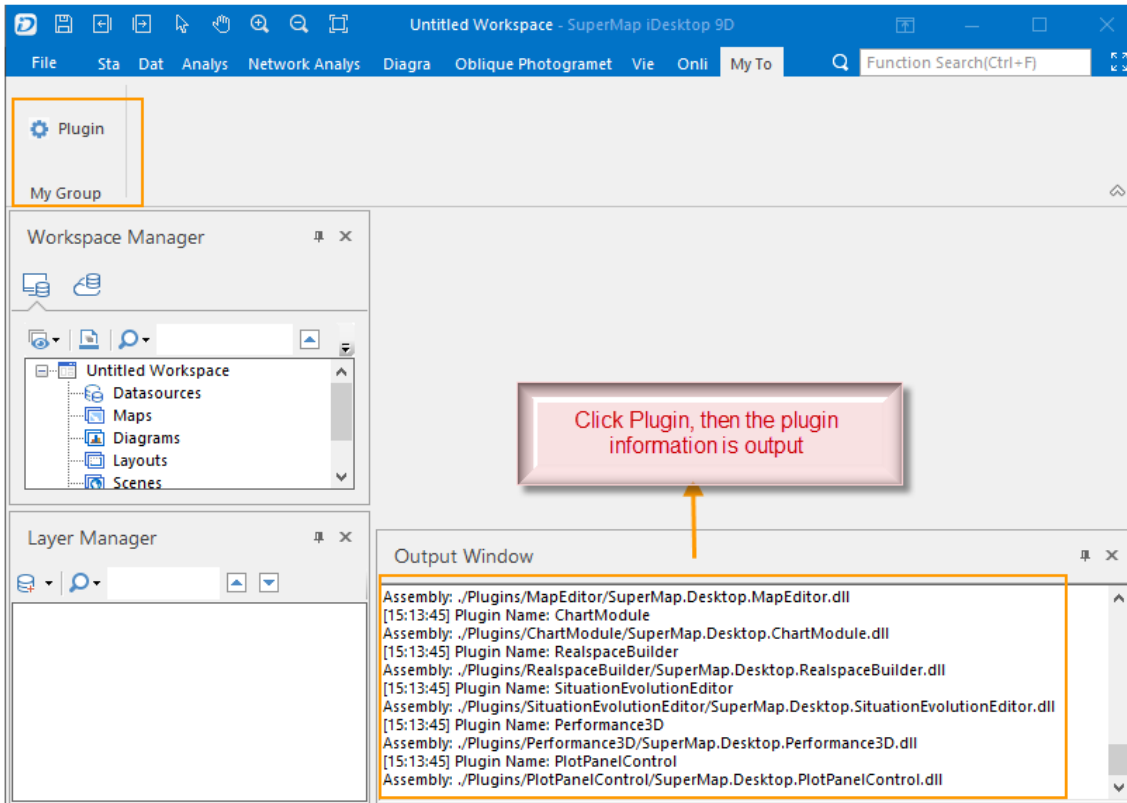 Untitled Workspace - SuperMap iDesktop 9D
File Sta Dat Analys Network Analys Diagra Oblique Photogramet Vie Onli My To Function Search(Ctrl+F)
Plugin
My Group
Workspace Manager
Untitled Workspace
Datasources
Maps
Diagrams
Layouts
Scenes
Click Plugin, then the plugin
information is output
Layer Manager
Output Window
Assembly: ./Plugins/MapEditor/SuperMap.Desktop.MapEditor.dll
[15:13:45] Plugin Name: ChartModule
Assembly: ./Plugins/ChartModule/SuperMap.Desktop.ChartModule.dll
[15:13:45] Plugin Name: RealspaceBuilder
Assembly: ./Plugins/RealspaceBuilder/SuperMap.Desktop.RealspaceBuilder.dll
[15:13:45] Plugin Name: SituationEvolutionEditor
Assembly: ./Plugins/SituationEvolutionEditor/SuperMap.Desktop.SituationEvolutionEditor.dll
[15:13:45] Plugin Name: Performance3D
Assembly: ./Plugins/Performance3D/SuperMap.Desktop.Performance3D.dll
[15:13:45] Plugin Name: PlotPanelControl
Assembly: ./Plugins/PlotPanelControl/SuperMap.Desktop.PlotPanelControl.dll